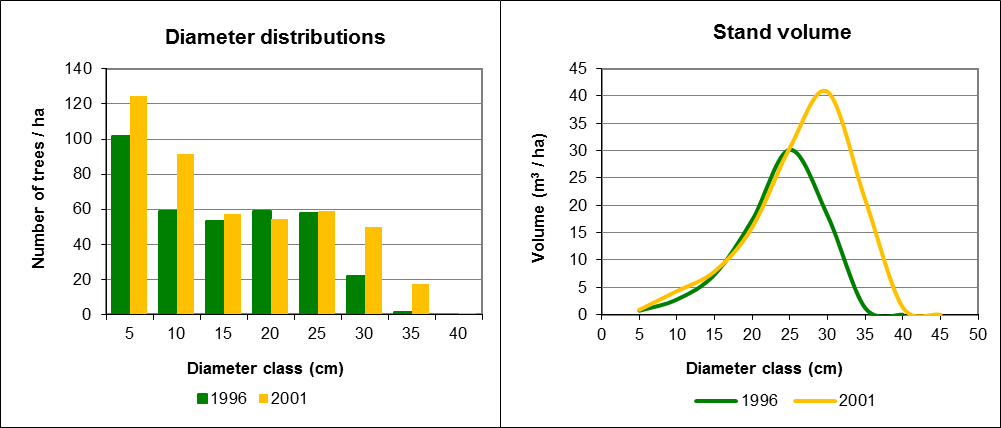 Diameter distributions
Number of trees / ha
140
120
100
80
60
40
20
0
5 10 15 20 25 30 35 40
Diameter class (cm)
1996 2001
Stand volume
Volume (m³ / ha)
45
40
35
30
25
20
15
10
5
0
0 5 10 15 20 25 30 35 40 45 50
Diameter class (cm)
1996 2001